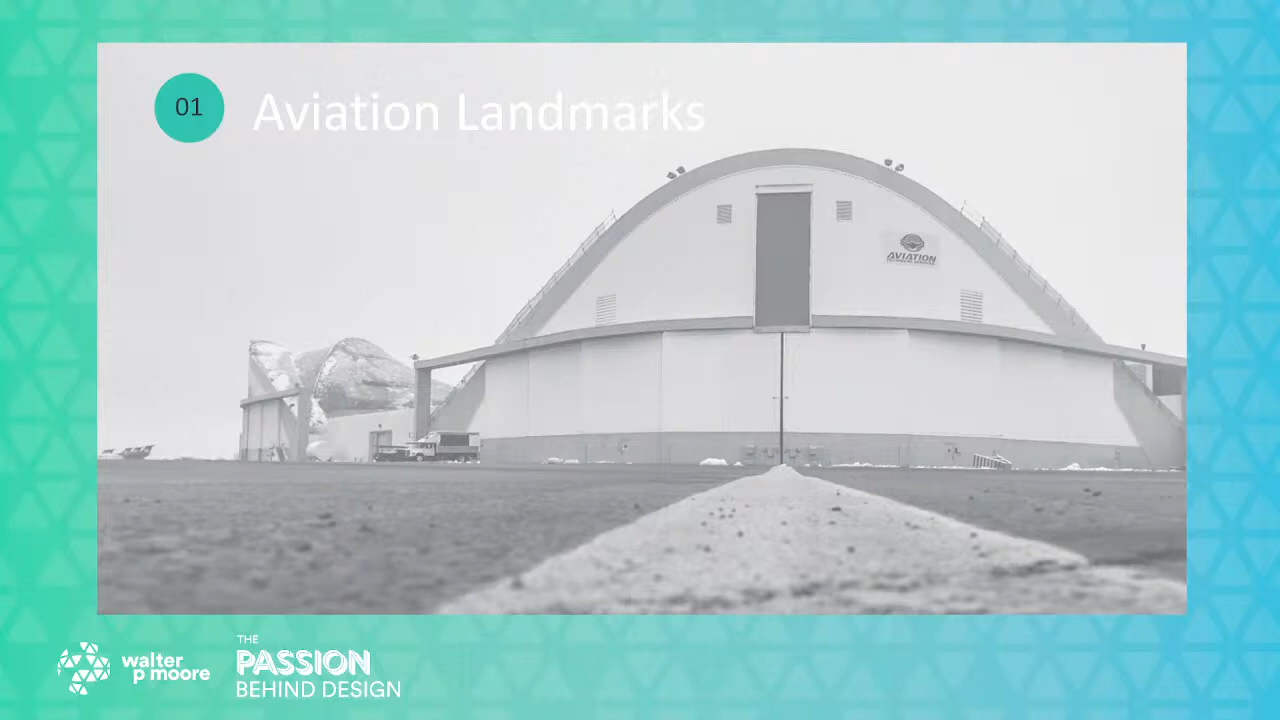 01
Aviation Landmarks
AVIATION
walter
p moore
THE
PASSION
BEHIND DESIGN